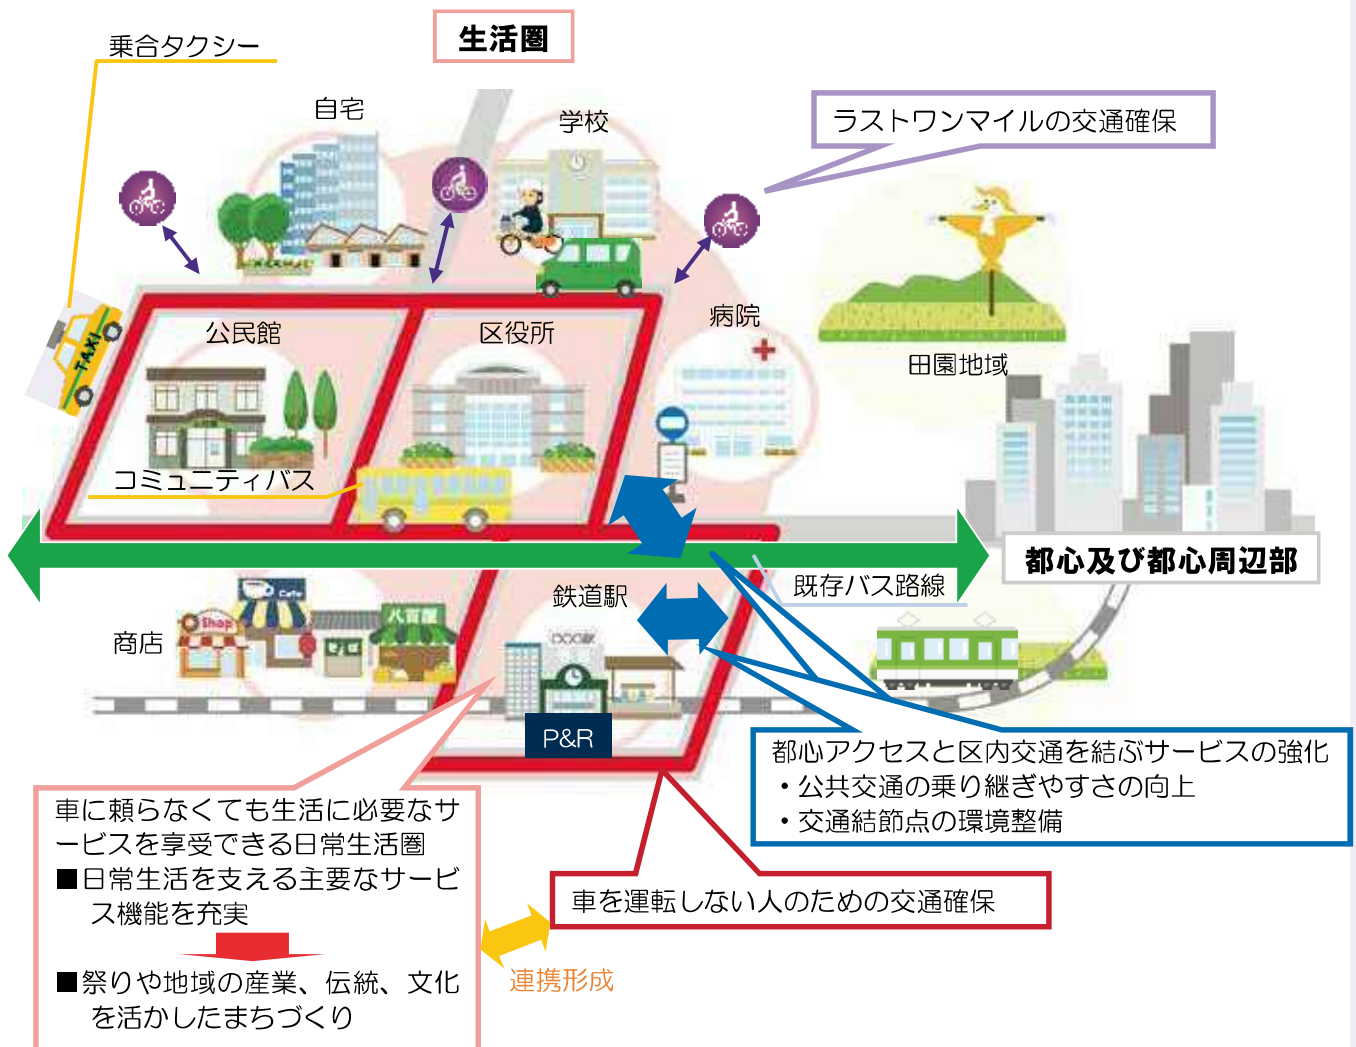 生活圏
乗合タクシー
自宅
学校
ラストワンマイルの交通確保
TAXI
公民館
区役所
病院
田園地域
コミュニティバス
都心及び都心周辺部
既存バス路線
鉄道駅
商店
Shop
Cafe
八百屋
P&R
都心アクセスと区内交通を結ぶサービスの強化
・公共交通の乗り継ぎやすさの向上
・交通結節点の環境整備
車に頼らなくても生活に必要なサ
ービスを享受できる日常生活圏
■日常生活を支える主要なサービ
ス機能を充実
■祭りや地域の産業、伝統、文化
を活かしたまちづくり
車を運転しない人のための交通確保
連携形成